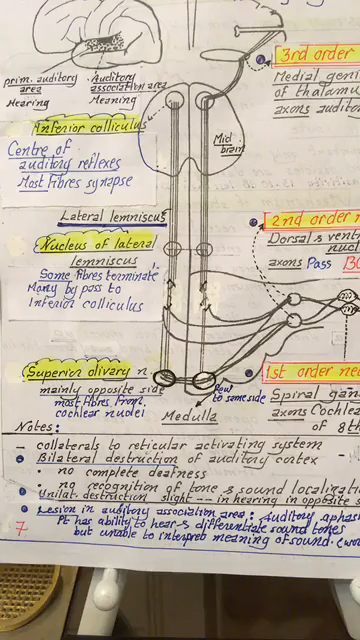 prim. auditory area
Hearing
Auditory association area
Meaning
3rd order
Medial geni
of thalamu
axons audito
Inferior colliculus
Centre of
auditory reflexes
Most Fibres synapse
Mid
brain
Lateral lemniscus
Nucleus of lateral
lemniscus
Some fibres terminate
Many by pass to
Inferior colliculus
2nd order n
Dorsal & vent
axons Pass
Superior olivary n.
mainly opposite side
most fibres from
cochlear nuclei
few
to same side
Medulla
1st order neu
Spiral gan
axons Cochlea
of 8th
Notes:
- collaterals to reticular activating system
Bilateral destruction of auditory cortex
• no complete deafness
• no recognition of tone & sound localizati
Unilat. destruction slight -- in hearing in opposite s
Lesion in auditory association area: auditory aphas
Pt has ability to hear & differentiate sound tones
but unable to interpret meaning of sound. (wo
7